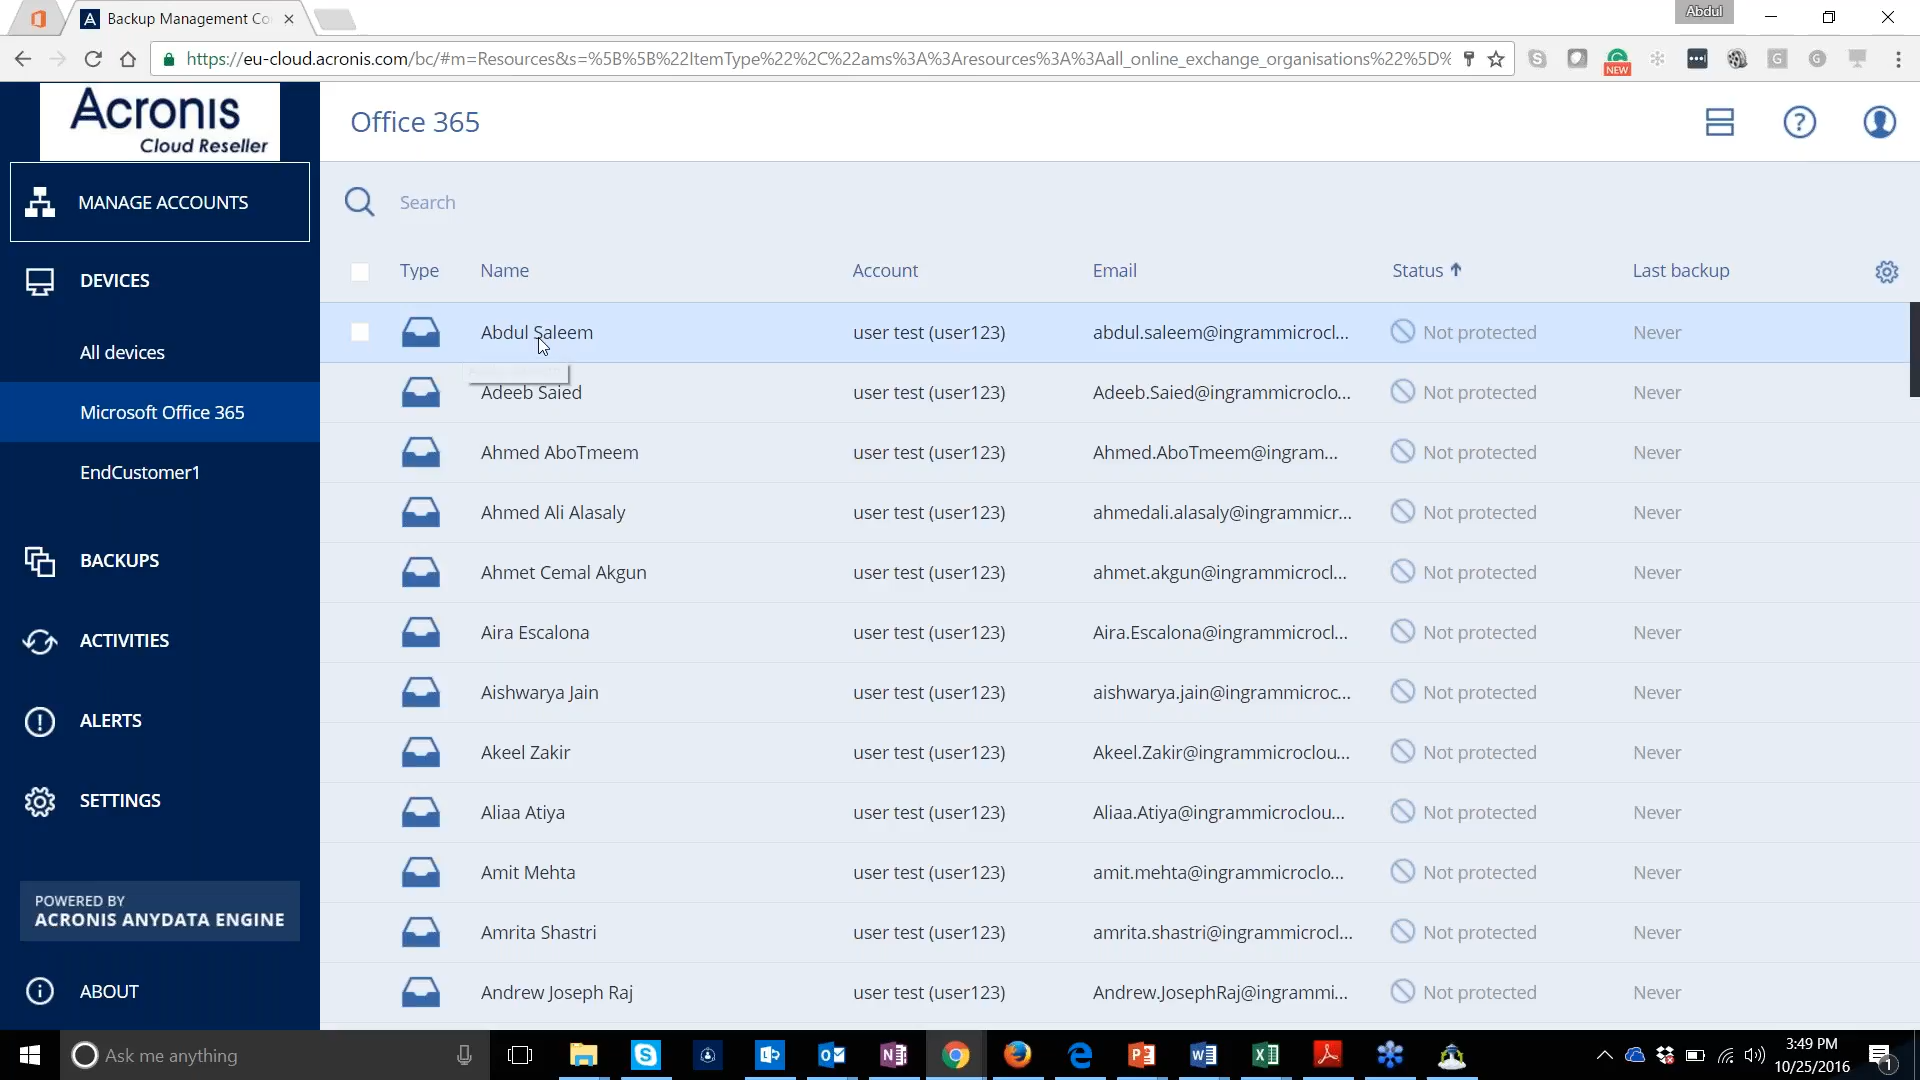 Backup Management Co
Abdul
https://eu-cloud.acronis.com/bc/#m=Resources&s=%5B%5B%22ItemType%22%2C%22ams%3A%3Aresources%3A%3Aall_online_exchange_organisations%22%5D%
NEW
Acronis
Cloud Reseller
Office 365
MANAGE ACCOUNTS
DEVICES
All devices
Microsoft Office 365
EndCustomer1
BACKUPS
ACTIVITIES
ALERTS
SETTINGS
POWERED BY
ACRONIS ANYDATA ENGINE
ABOUT
Search
Type Name Account Email Status Last backup
Abdul Saleem user test (user123) abdul.saleem@ingrammicrocl... Not protected Never
Adeeb Saied user test (user123) Adeeb.Saied@ingrammicroclo... Not protected Never
Ahmed AboTmeem user test (user123) Ahmed.AboTmeem@ingram... Not protected Never
Ahmed Ali Alasaly user test (user123) ahmedali.alasaly@ingrammicr... Not protected Never
Ahmet Cemal Akgun user test (user123) ahmet.akgun@ingrammicrocl... Not protected Never
Aira Escalona user test (user123) Aira.Escalona@ingrammicrocl... Not protected Never
Aishwarya Jain user test (user123) aishwarya.jain@ingrammicroc... Not protected Never
Akeel Zakir user test (user123) Akeel.Zakir@ingrammicroclou... Not protected Never
Aliaa Atiya user test (user123) Aliaa.Atiya@ingrammicroclou... Not protected Never
Amit Mehta user test (user123) amit.mehta@ingrammicroclo... Not protected Never
Amrita Shastri user test (user123) amrita.shastri@ingrammicrocl... Not protected Never
Andrew Joseph Raj user test (user123) Andrew.JosephRaj@ingrammi... Not protected Never
Ask me anything
3:49 PM
10/25/2016
1